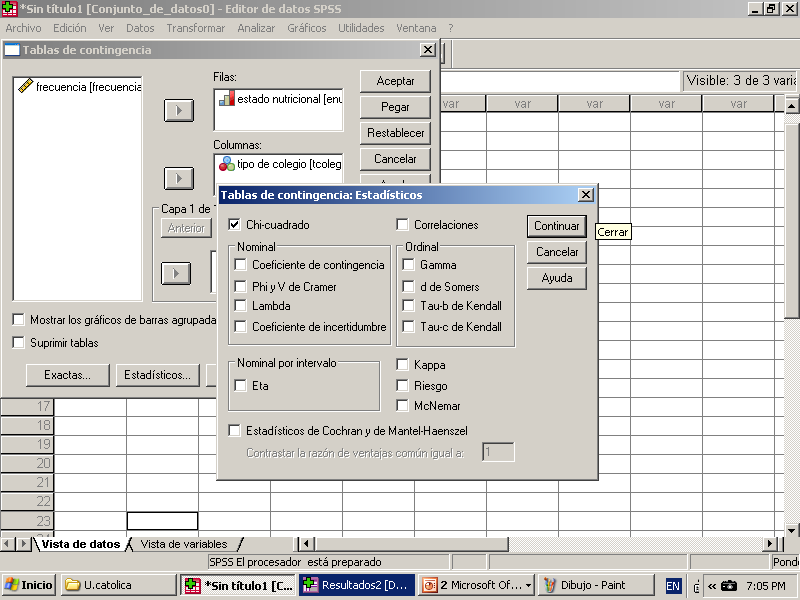 *Sin título1 [Conjunto_de_datos0] - Editor de datos SPSS
Archivo Edición Ver Datos Transformar Analizar Gráficos Utilidades Ventana ?
Tablas de contingencia
Visible: 3 de 3 varia
var var var var var
frecuencia [frecuencia
Filas:
estado nutricional [enu
Columnas:
tipo de colegio [tcoleg
Aceptar
Pegar
Restablecer
Cancelar
Capa 1 de
Anterior
Mostrar los gráficos de barras agrupada
Suprimir tablas
Exactas...
Estadísticos...
Tablas de contingencia: Estadísticos
Chi-cuadrado
Correlaciones
Continuar
Cancelar
Ayuda
Cerrar
Nominal
Coeficiente de contingencia
Phi y V de Cramer
Lambda
Coeficiente de incertidumbre
Ordinal
Gamma
d de Somers
Tau-b de Kendall
Tau-c de Kendall
Nominal por intervalo
Eta
Kappa
Riesgo
McNemar
Estadísticos de Cochran y de Mantel-Haenszel
Contrastar la razón de ventajas común igual a: 1
17
18
19
20
21
22
23
Vista de datos Vista de variables
SPSS El procesador está preparado
Pond
Inicio
U.catolica
*Sin título1 [C...
Resultados2 [D...
2 Microsoft Of...
Dibujo - Paint
EN
7:05 PM